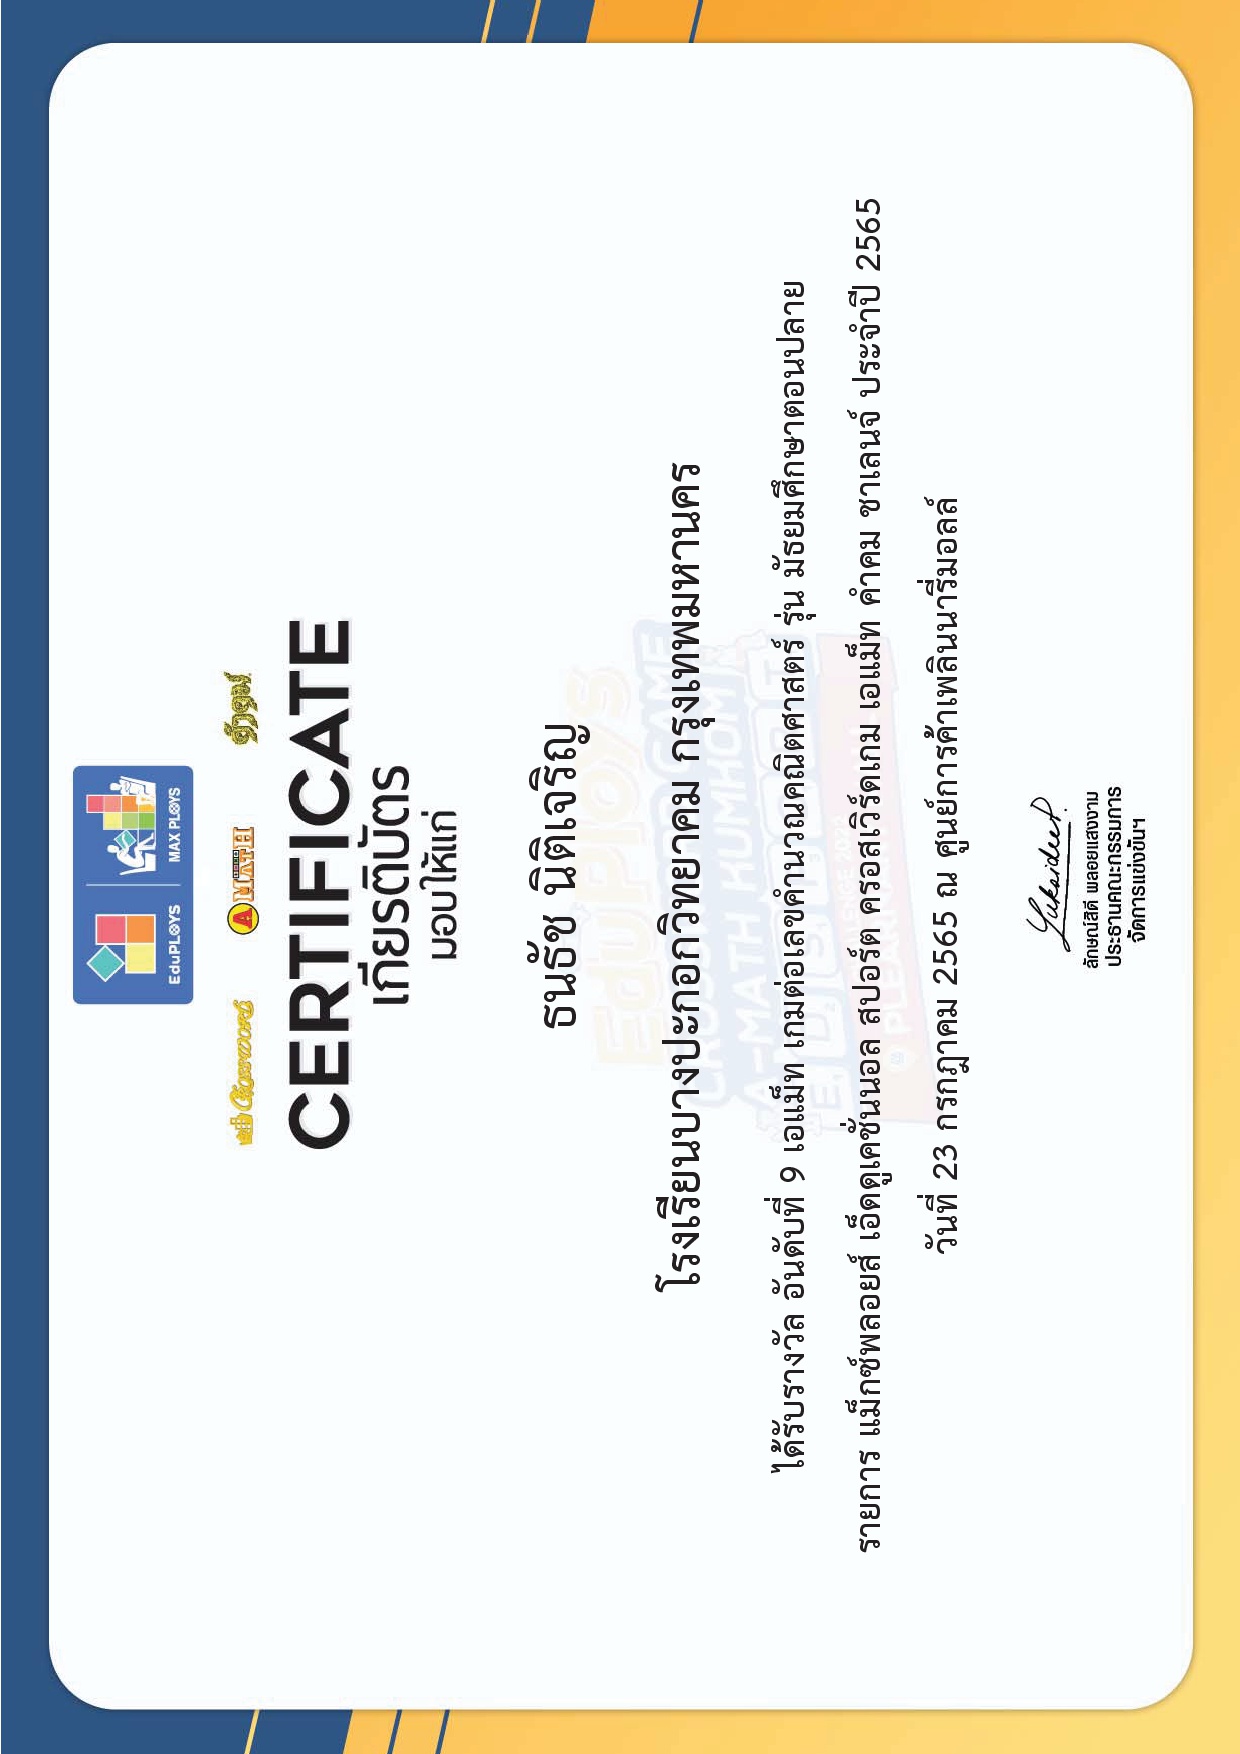 EduPLOYS MAX PLOYS
Crossword A MATH คำคม
CERTIFICATE
เกียรติบัตร
มอบให้แก่
ธนธัช นิติเจริญ
EduPloys
โรงเรียนบางปะกอกวิทยาคม กรุงเทพมหานคร
CROSSWORD GAME
A-MATH KUMKOM
ได้รับรางวัล อันดับที่ 9 เอแม็ท เกมต่อเลขคำนวณคณิตศาสตร์ รุ่น มัธยมศึกษาตอนปลาย
CHALLENGE 2022
รายการ แม็กซ์พลอยส์ เอ็ดดูเคชั่นนอล สปอร์ต ครอสเวิร์ดเกม เอแม็ท คำคม ชาเลนจ์ ประจำปี 2565
วันที่ 23 กรกฎาคม 2565 ณ ศูนย์การค้าเพลินนารี่มอลล์
Luksidee P.
ลักษณ์สิดี พลอยแสงงาม
ประธานคณะกรรมการ
จัดการแข่งขันฯ